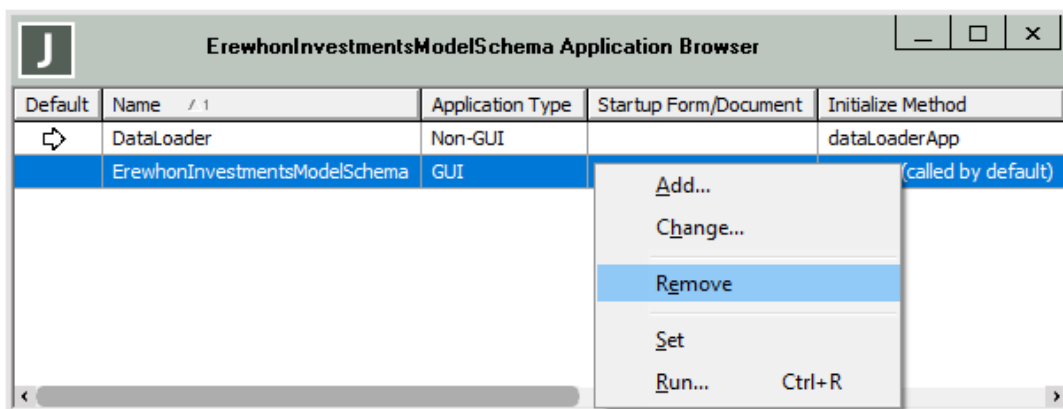 J
ErewhonInvestmentsModelSchema Application Browser
Default Name / 1 Application Type Startup Form/Document Initialize Method
DataLoader Non-GUI dataLoaderApp
ErewhonInvestmentsModelSchema GUI (called by default)
Add...
Change...
Remove
Set
Run... Ctrl+R